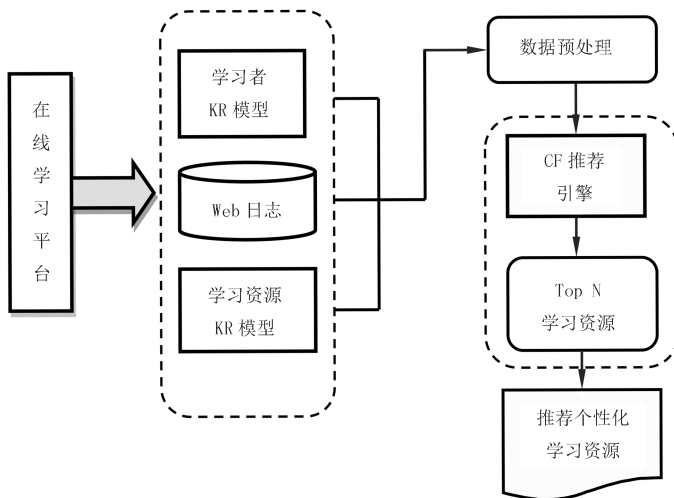 在线学习平台
学习者
KR 模型
Web 日志
学习资源
KR 模型
数据预处理
CF 推荐
引擎
Top N
学习资源
推荐个性化
学习资源